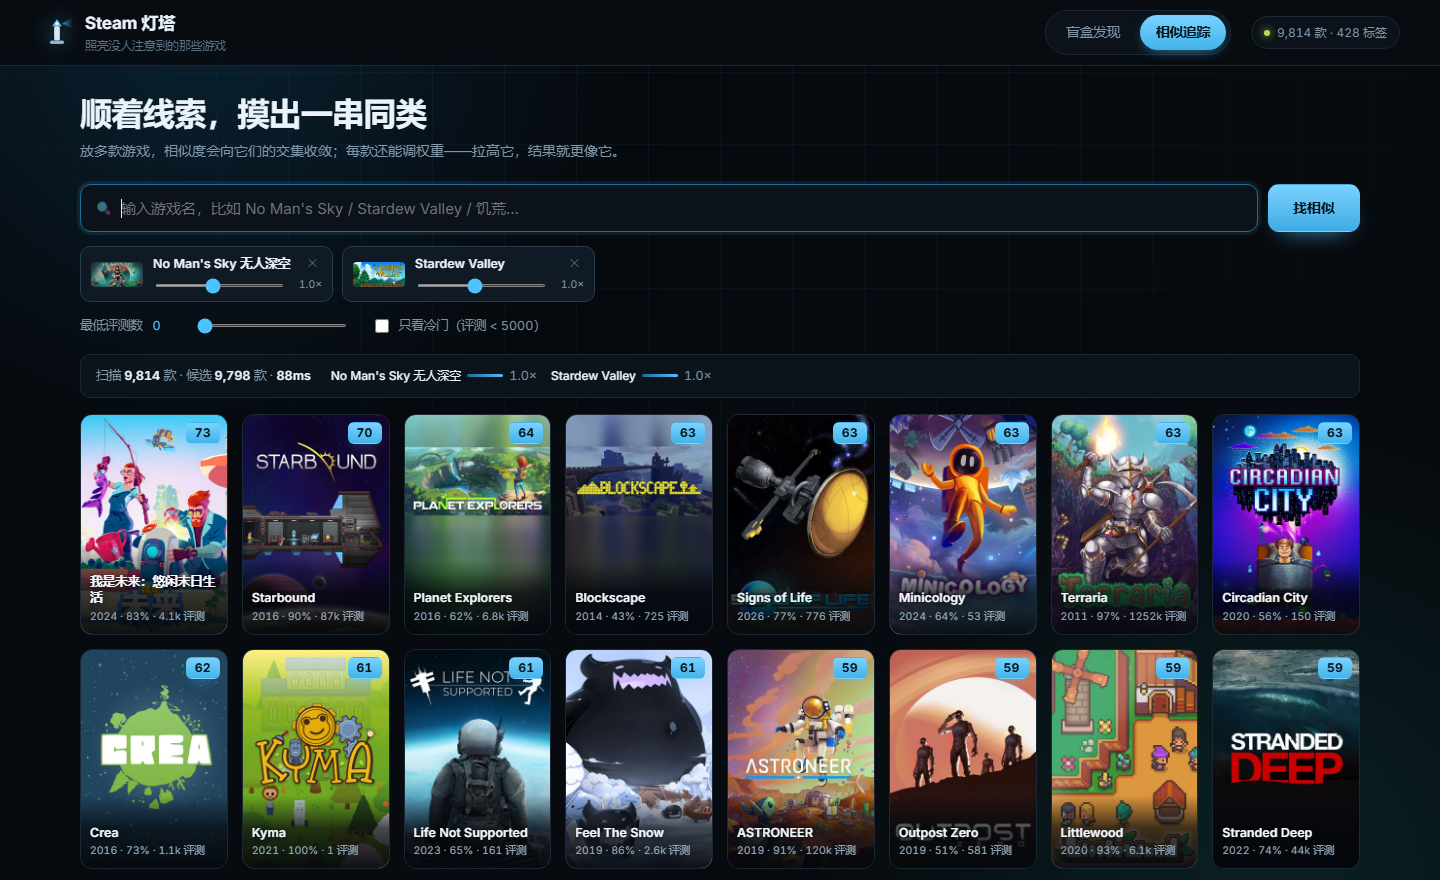 Steam 灯塔
照亮没人注意到的那些游戏
盲盒发现
相似追踪
9,814 款 · 428 标签
顺着线索，摸出一串同类
放多款游戏，相似度会向它们的交集收敛；每款还能调权重——拉高它，结果就更像它。
输入游戏名，比如 No Man's Sky / Stardew Valley / 饥荒...
找相似
No Man's Sky 无人深空
1.0×
Stardew Valley
1.0×
最低评测数 0
只看冷门（评测 < 5000）
扫描 9,814 款 · 候选 9,798 款 · 88ms No Man's Sky 无人深空 1.0× Stardew Valley 1.0×
73
我是未来：悠闲末日生活
2024 · 83% · 4.1k 评测
70
STARBOUND
Starbound
2016 · 90% · 87k 评测
64
PLANET EXPLORERS
Planet Explorers
2016 · 62% · 6.8k 评测
63
BLOCKSCAPE
Blockscape
2014 · 43% · 725 评测
63
Signs of Life
2026 · 77% · 776 评测
63
MINICOLOGY
Minicology
2024 · 64% · 53 评测
63
Terraria
Terraria
2011 · 97% · 1252k 评测
63
CIRCADIAN CITY
Circadian City
2020 · 56% · 150 评测
62
CREA
Crea
2016 · 73% · 1.1k 评测
61
KYMA
Kyma
2021 · 100% · 1 评测
61
LIFE NOT
SUPPORTED
Life Not Supported
2023 · 65% · 161 评测
61
Feel The Snow
2019 · 86% · 2.6k 评测
59
ASTRONEER
ASTRONEER
2019 · 91% · 120k 评测
59
OUTPOST
Outpost Zero
2019 · 51% · 581 评测
59
Littlewood
2020 · 93% · 6.1k 评测
59
STRANDED
DEEP
Stranded Deep
2022 · 74% · 44k 评测